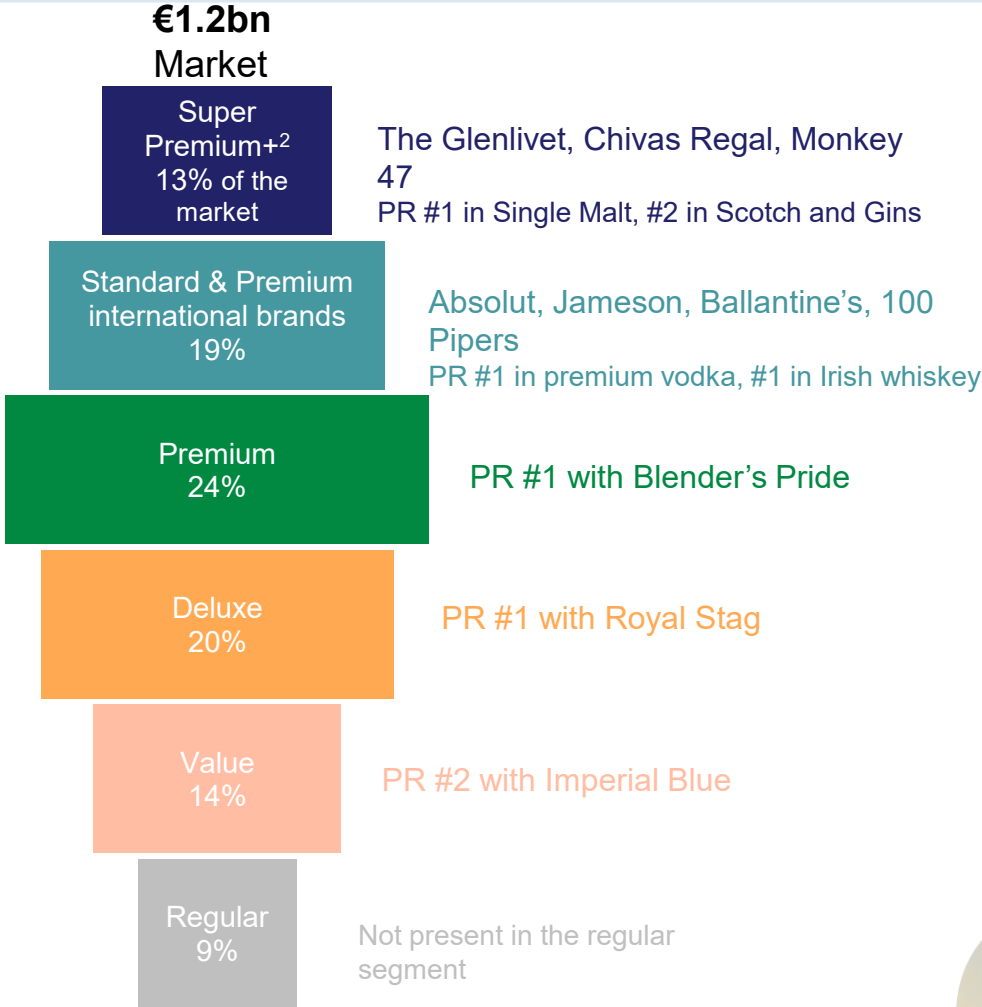 €1.2bn
Market
Super
Premium+²
13% of the
market
The Glenlivet, Chivas Regal, Monkey
47
PR #1 in Single Malt, #2 in Scotch and Gins
Standard & Premium
international brands
19%
Absolut, Jameson, Ballantine’s, 100
Pipers
PR #1 in premium vodka, #1 in Irish whiskey
Premium
24%
PR #1 with Blender’s Pride
Deluxe
20%
PR #1 with Royal Stag
Value
14%
PR #2 with Imperial Blue
Regular
9%
Not present in the regular
segment